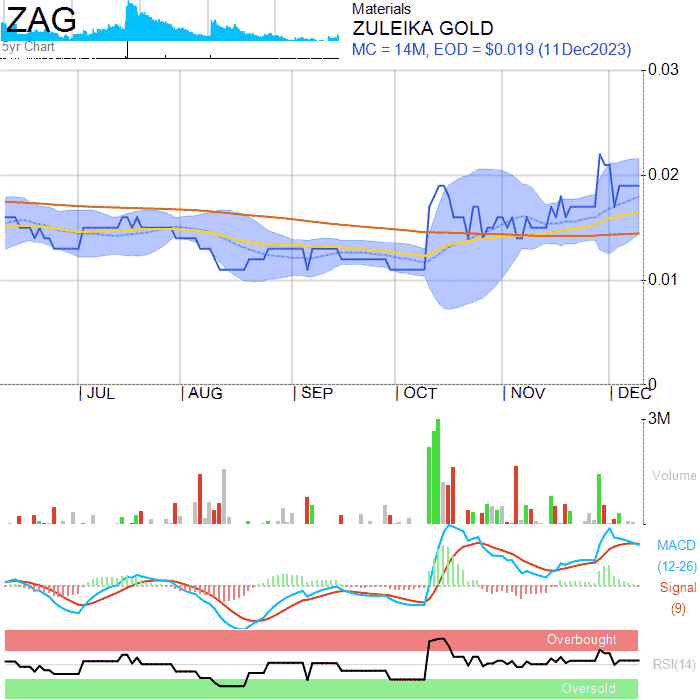 ZAG
5yr Chart
Materials
ZULEIKA GOLD
MC = 14M, EOD = $0.019 (11Dec2023)
0.03
0.02
0.01
0
JUL AUG SEP OCT NOV DEC
3M
Volume
MACD
(12-26)
Signal
(9)
Overbought
RSI(14)
Oversold